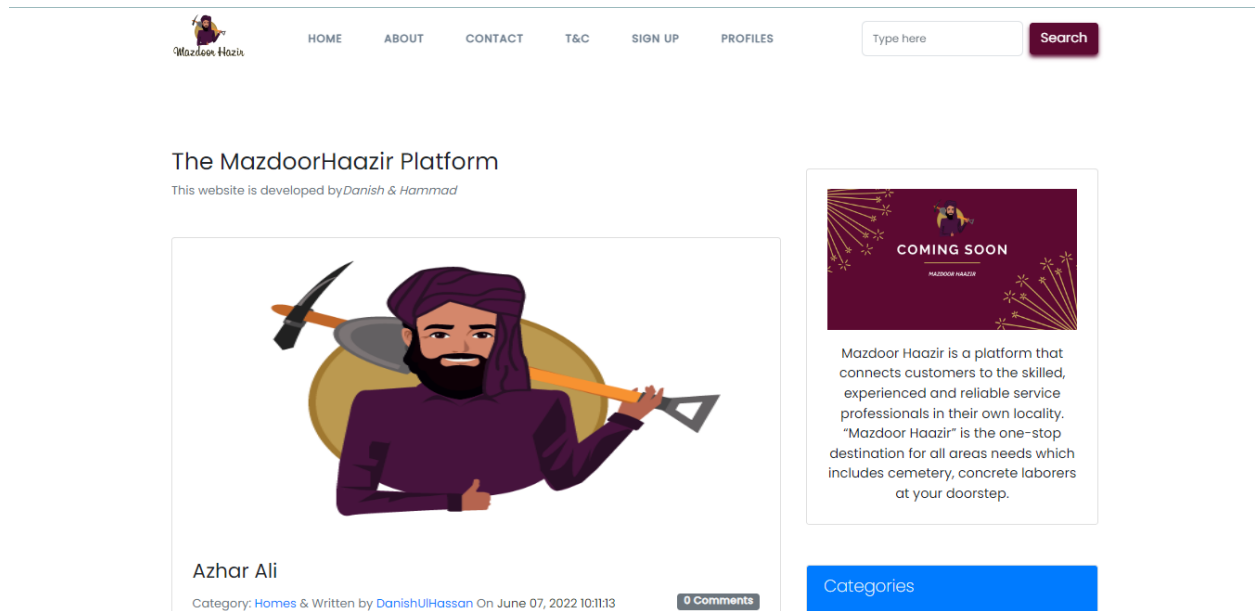 Mazdoor Hazir
HOME ABOUT CONTACT T&C SIGN UP PROFILES
Type here Search
The MazdoorHaazir Platform
This website is developed byDanish & Hammad
Azhar Ali
Category: Homes & Written by DanishUlHassan On June 07, 2022 10:11:13
0 Comments
COMING SOON
MAZDOOR HAAZIR
Mazdoor Haazir is a platform that
connects customers to the skilled,
experienced and reliable service
professionals in their own locality.
“Mazdoor Haazir” is the one-stop
destination for all areas needs which
includes cemetery, concrete laborers
at your doorstep.
Categories